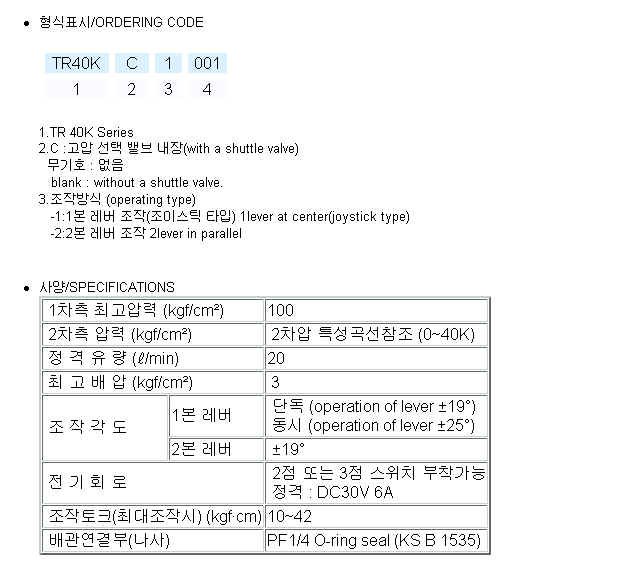 형식표시/ORDERING CODE
TR40K C 1 001
1 2 3 4
1.TR 40K Series
2.C :고압 선택 밸브 내장(with a shuttle valve)
무기호 : 없음
blank : without a shuttle valve.
3.조작방식 (operating type)
-1:1본 레버 조작(조이스틱 타입) 1lever at center(joystick type)
-2:2본 레버 조작 2lever in parallel
사양/SPECIFICATIONS
1차측 최고압력 (kgf/cm²) 100
2차측 압력 (kgf/cm²) 2차압 특성곡선참조 (0~40K)
정 격 유 량 (ℓ/min) 20
최 고 배 압 (kgf/cm²) 3
조 작 각 도 1본 레버 단독 (operation of lever ±19°)
동시 (operation of lever ±25°)
2본 레버 ±19°
전 기 회 로 2점 또는 3점 스위치 부착가능
정격 : DC30V 6A
조작토크(최대조작시) (kgf·cm) 10~42
배관연결부(나사) PF1/4 O-ring seal (KS B 1535)